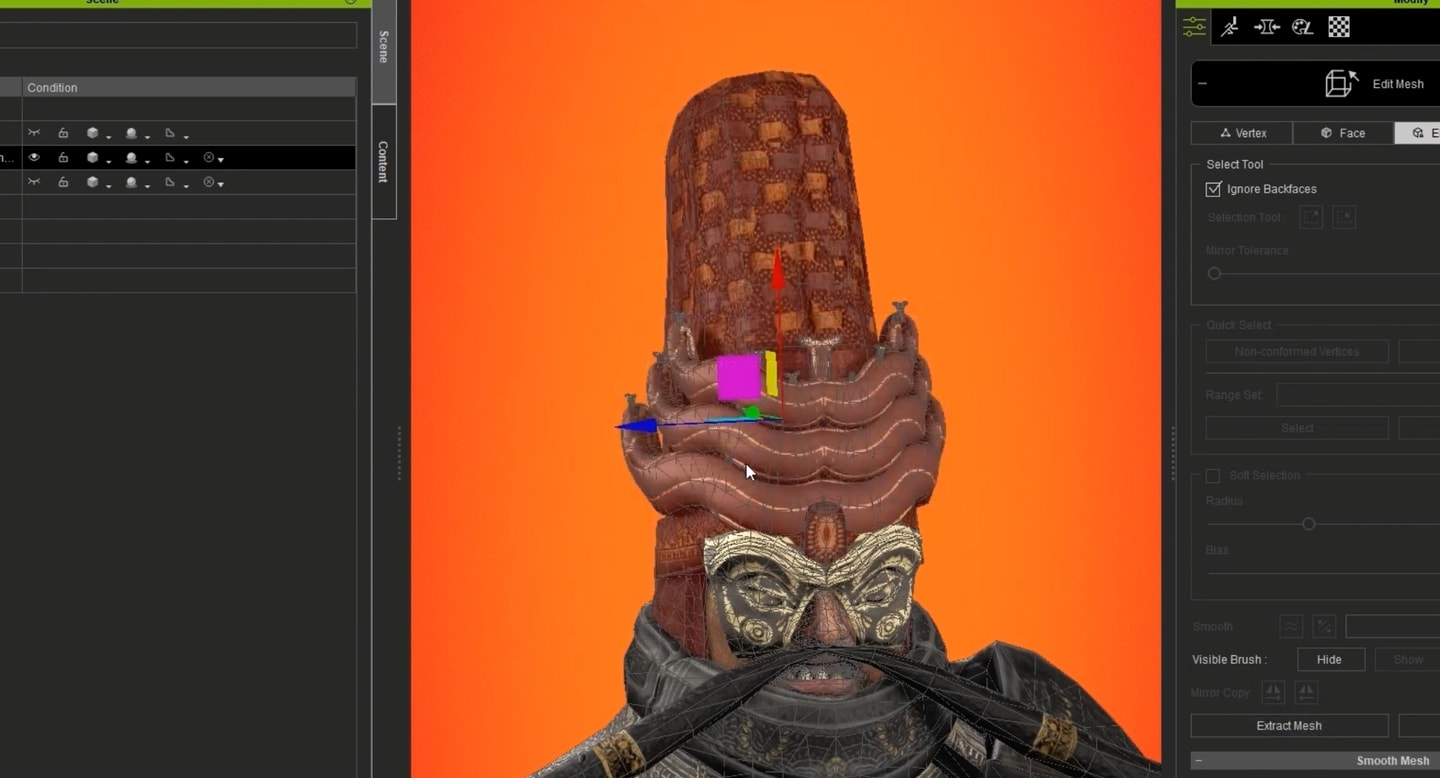 Scene
Modify
Condition
n...
Scene
Content
Edit Mesh
Vertex
Face
E
Select Tool
Ignore Backfaces
Selection Tool :
Mirror Tolerance
Quick Select
Non-conformed Vertices
Range Set:
Select
Soft Selection
Radius
Bias
Smooth :
Visible Brush :
Hide
Show
Mirror Copy:
Extract Mesh
Smooth Mesh